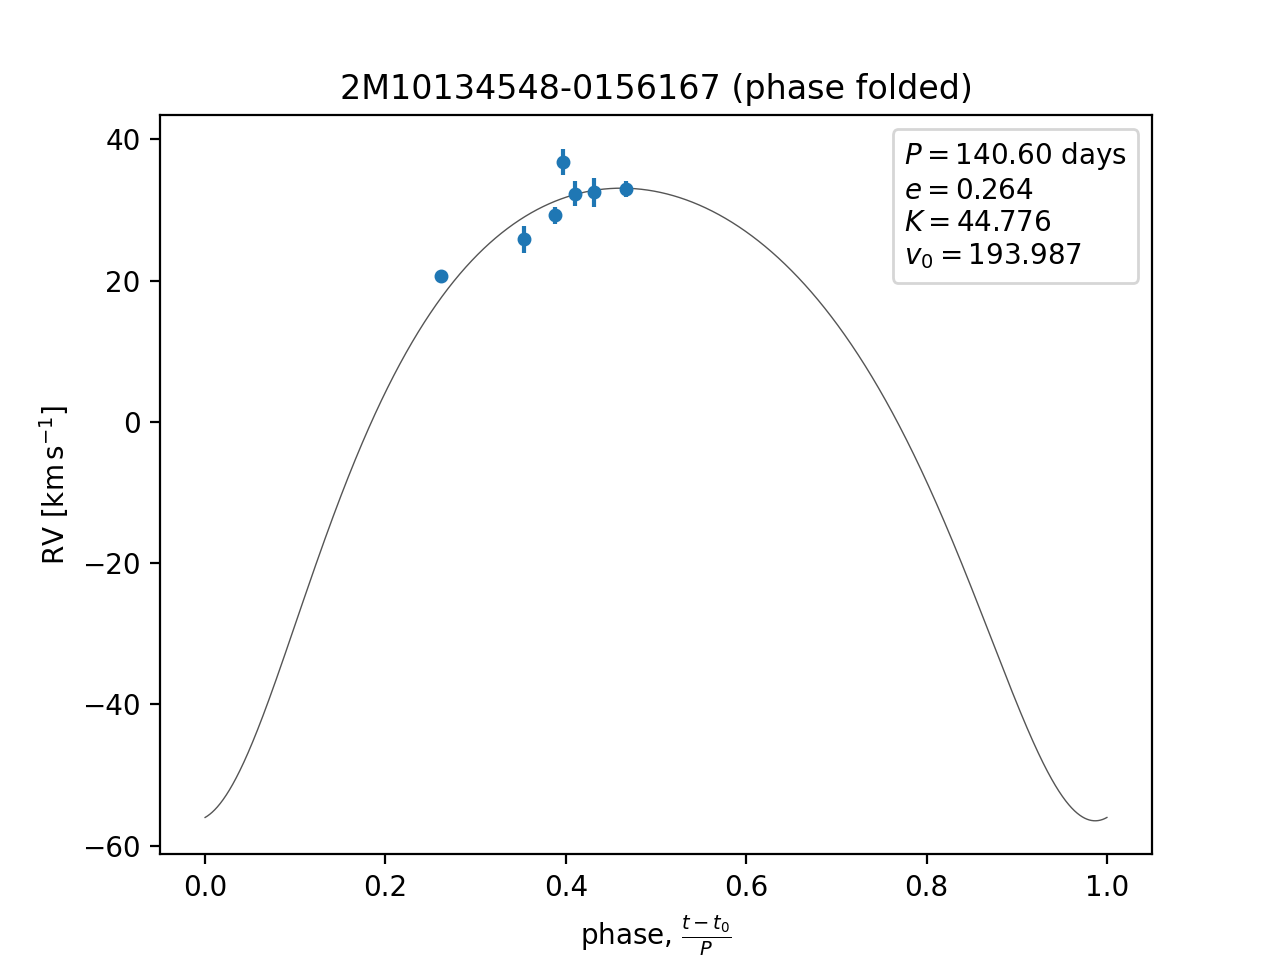 2M10134548-0156167 (phase folded)
P = 140.60 days
e = 0.264
K = 44.776
v₀ = 193.987
40
20
0
−20
−40
−60
RV [km s⁻¹]
0.0 0.2 0.4 0.6 0.8 1.0
phase, (t − t₀)/P